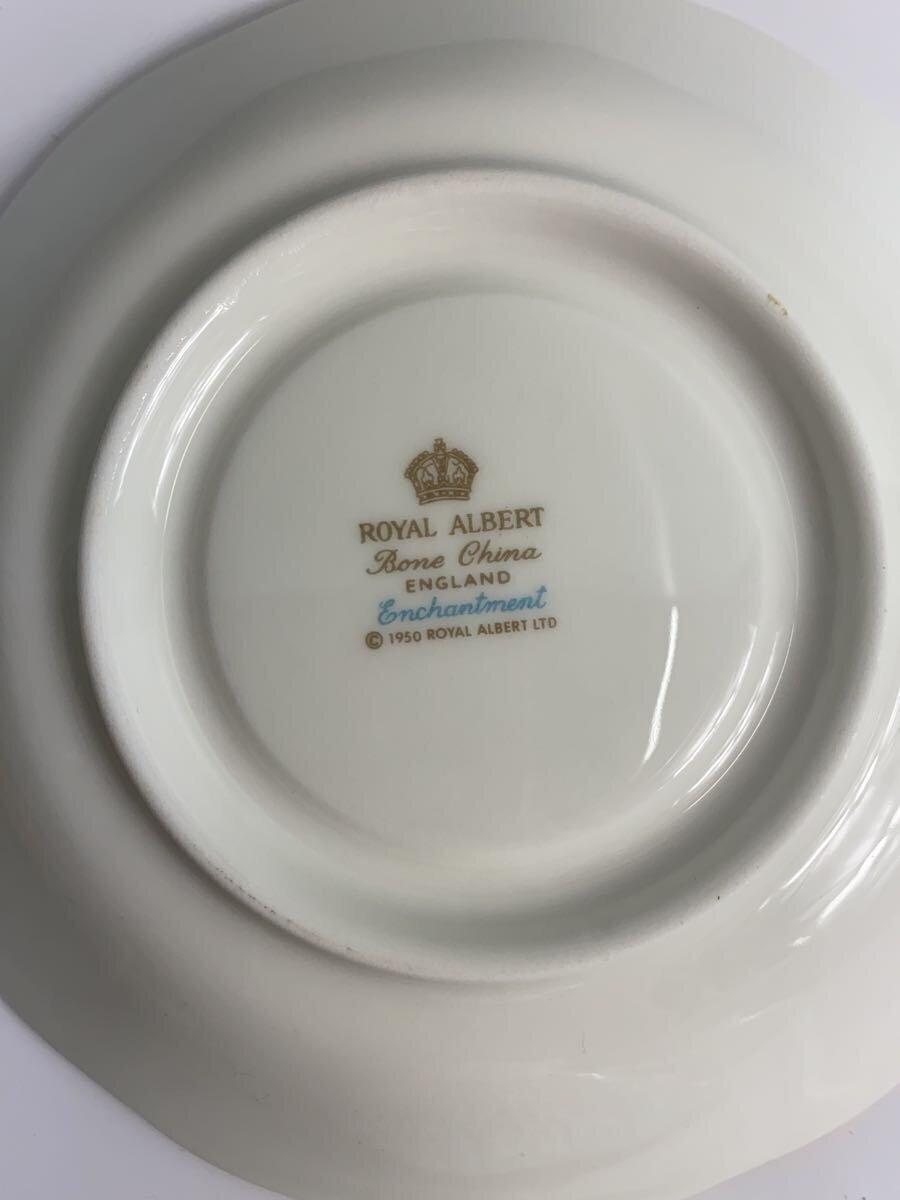 ROYAL ALBERT
Bone China
ENGLAND
Enchantment
© 1950 ROYAL ALBERT LTD